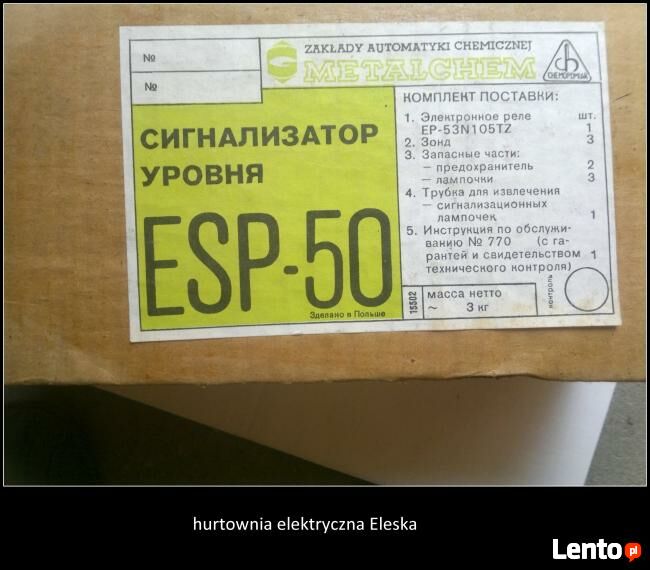 №
№
ZAKŁADY AUTOMATYKI CHEMICZNEJ
METALCHEM
CHEMOPOMIAR
СИГНАЛИЗАТОР
УРОВНЯ
ESP-50
Сделано в Польше
КОМПЛЕКТ ПОСТАВКИ:
шт.
1. Электронное реле
EP-53N105TZ 1
2. Зонд 3
3. Запасные части:
— предохранитель 2
— лампочки 3
4. Трубка для извлечения
— сигнализационных
лампочек 1
5. Инструкция по обслужи-
ванию № 770 (с га-
рантей и свидетельством 1
технического контроля)
15502
масса нетто
~ 3 кг
контроль
hurtownia elektryczna Eleska
Lento pl